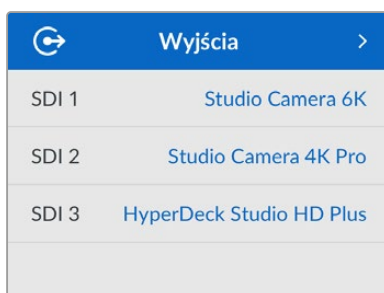 Wyjścia
SDI 1 Studio Camera 6K
SDI 2 Studio Camera 4K Pro
SDI 3 HyperDeck Studio HD Plus